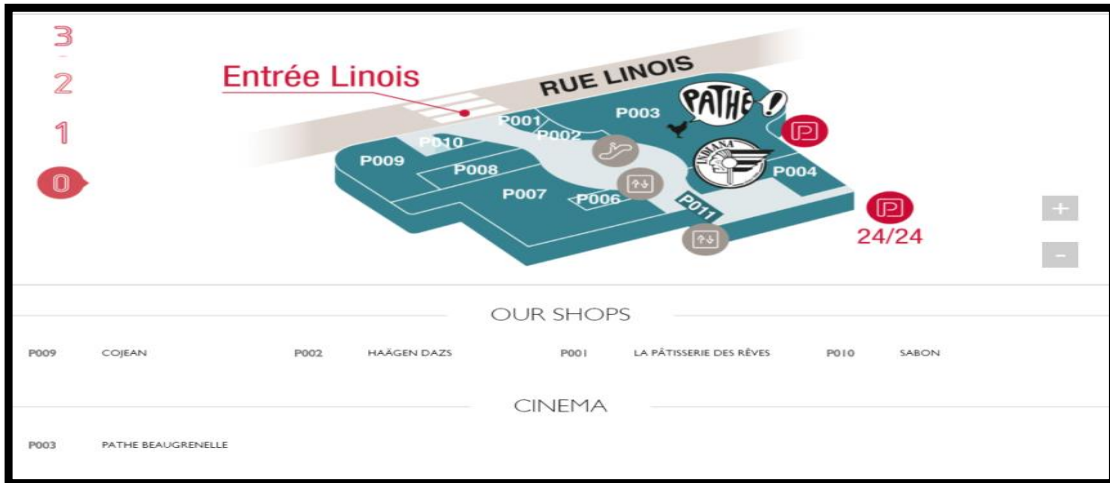 3
2
1
0
Entrée Linois
RUE LINOIS
PATHE !
INDIANA
P001
P002
P003
P010
P009
P008
P007
P006
P004
P011
P
P
24/24
+
-
OUR SHOPS
P009 COJEAN P002 HAÄGEN DAZS P001 LA PÂTISSERIE DES RÊVES P010 SABON
CINEMA
P003 PATHE BEAUGRENELLE